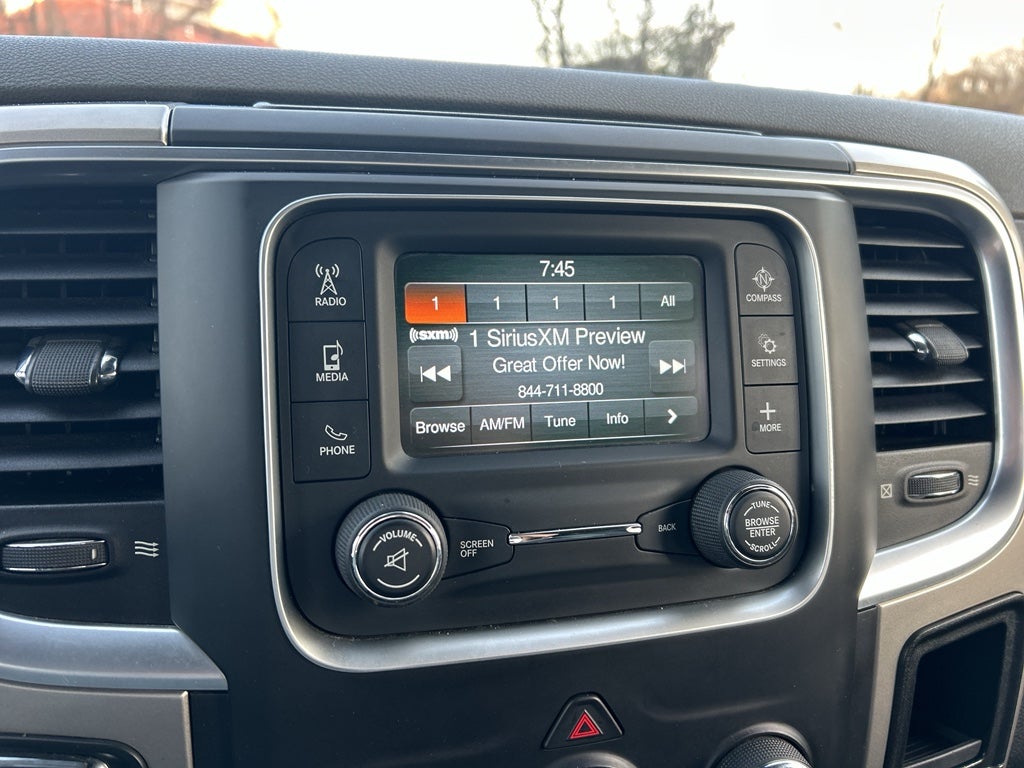 7:45
1 1 1 1 All
((sxm)) 1 SiriusXM Preview
Great Offer Now!
844-711-8800
Browse AM/FM Tune Info
RADIO
MEDIA
PHONE
N
COMPASS
SETTINGS
MORE
VOLUME
SCREEN
OFF
BACK
TUNE
BROWSE
ENTER
SCROLL